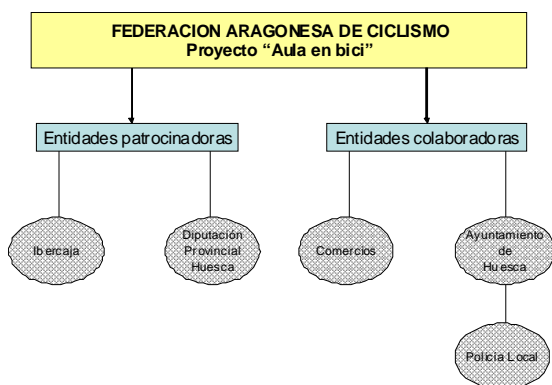 FEDERACION ARAGONESA DE CICLISMO
Proyecto “Aula en bici”
Entidades patrocinadoras
Entidades colaboradoras
Ibercaja
Diputación
Provincial
Huesca
Comercios
Ayuntamiento
de
Huesca
Policía Local